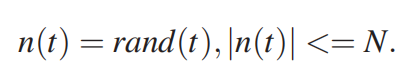 n(t) = rand(t), |n(t)| <= N.